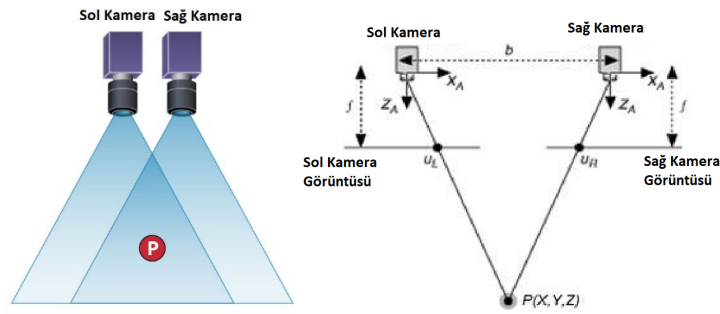 Sol Kamera
Sağ Kamera
P
Sol Kamera
Sağ Kamera
b
X_A
X_A
f
Z_A
Z_A
f
Sol Kamera
Görüntüsü
u_L
u_R
Sağ Kamera
Görüntüsü
P(X,Y,Z)